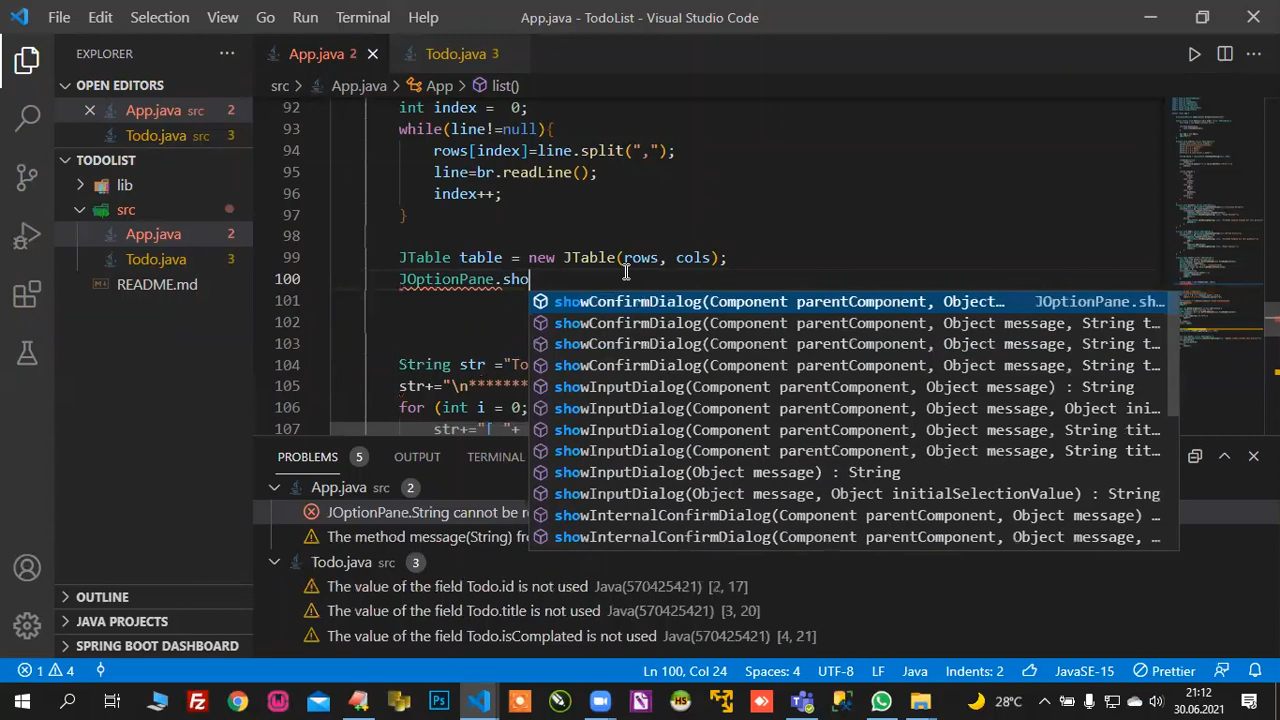 File Edit Selection View Go Run Terminal Help App.java - TodoList - Visual Studio Code
EXPLORER
App.java 2
Todo.java 3
OPEN EDITORS
App.java src 2
Todo.java src 3
TODOLIST
lib
src
App.java 2
Todo.java 3
README.md
OUTLINE
JAVA PROJECTS
SPRING BOOT DASHBOARD
src > App.java > App > list()
92 int index = 0;
93 while(line!=null){
94 rows[index]=line.split(",");
95 line=br.readLine();
96 index++;
97 }
98
99 JTable table = new JTable(rows, cols);
100 JOptionPane.sho
101
102
103
104 String str ="To
105 str+="\n*******
106 for (int i = 0;
107 str+="[ "+
showConfirmDialog(Component parentComponent, Object… JOptionPane.sh…
showConfirmDialog(Component parentComponent, Object message, String t…
showConfirmDialog(Component parentComponent, Object message, String t…
showConfirmDialog(Component parentComponent, Object message, String t…
showInputDialog(Component parentComponent, Object message) : String
showInputDialog(Component parentComponent, Object message, Object ini…
showInputDialog(Component parentComponent, Object message, String tit…
showInputDialog(Component parentComponent, Object message, String tit…
showInputDialog(Object message) : String
showInputDialog(Object message, Object initialSelectionValue) : String
showInternalConfirmDialog(Component parentComponent, Object message) …
showInternalConfirmDialog(Component parentComponent, Object message, …
PROBLEMS 5 OUTPUT TERMINAL
App.java src 2
JOptionPane.String cannot be re
The method message(String) fro
Todo.java src 3
The value of the field Todo.id is not used Java(570425421) [2, 17]
The value of the field Todo.title is not used Java(570425421) [3, 20]
The value of the field Todo.isComplated is not used Java(570425421) [4, 21]
1 4 Ln 100, Col 24 Spaces: 4 UTF-8 LF Java Indents: 2 JavaSE-15 Prettier
Ps HS 28°C 21:12
30.06.2021